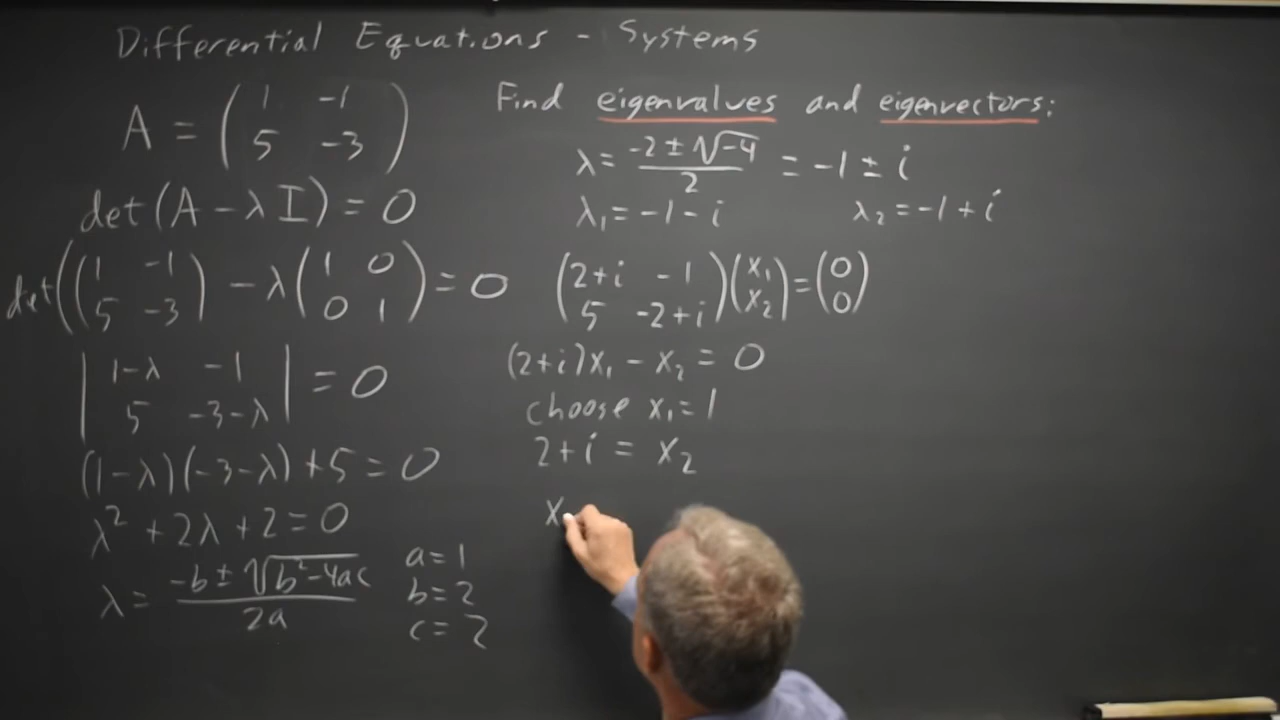 Differential Equations - Systems
A = ( 1 -1
5 -3 )
det(A - λI) = 0
det(( 1 -1
5 -3 ) - λ( 1 0
0 1 )) = 0
| 1-λ -1
5 -3-λ | = 0
(1-λ)(-3-λ) + 5 = 0
λ² + 2λ + 2 = 0
λ = (-b ± √(b²-4ac)) / 2a
a = 1
b = 2
c = 2
Find eigenvalues and eigenvectors:
λ = (-2 ± √-4) / 2 = -1 ± i
λ₁ = -1 - i λ₂ = -1 + i
( 2+i -1
5 -2+i )( x₁
x₂ ) = ( 0
0 )
(2+i)x₁ - x₂ = 0
choose x₁ = 1
2+i = x₂
x